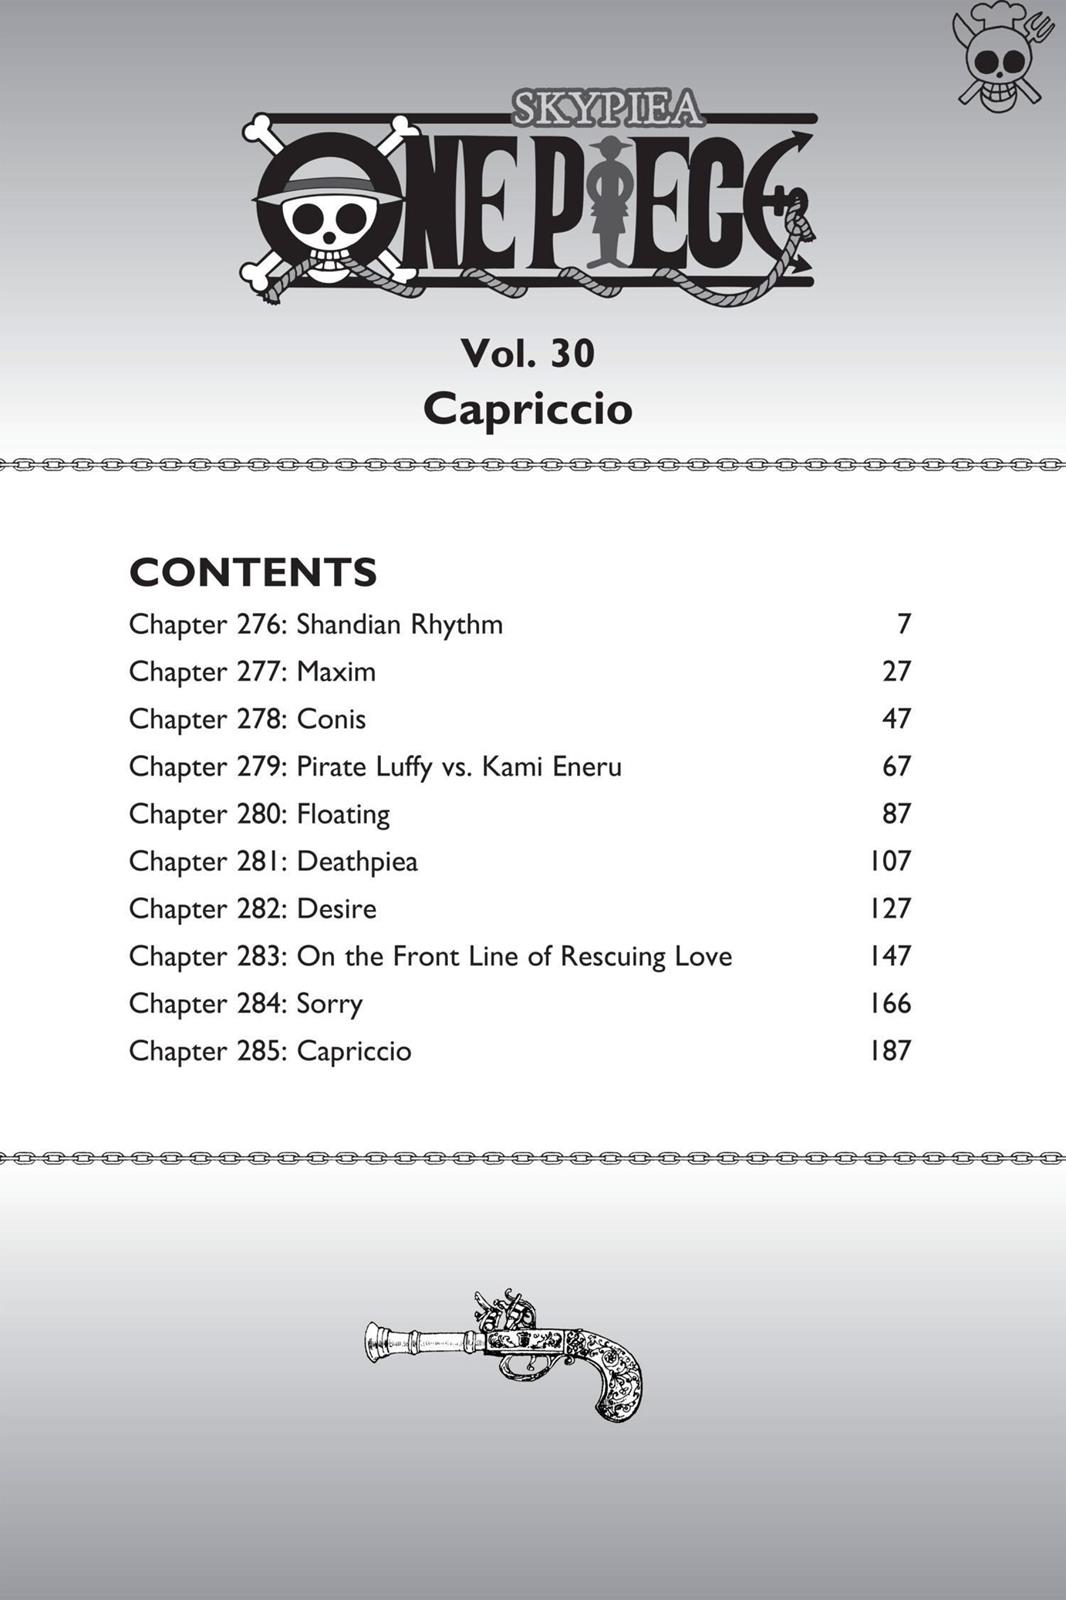 SKYPIEA
ONE PIECE
Vol. 30
Capriccio
CONTENTS
Chapter 276: Shandian Rhythm 7
Chapter 277: Maxim 27
Chapter 278: Conis 47
Chapter 279: Pirate Luffy vs. Kami Eneru 67
Chapter 280: Floating 87
Chapter 281: Deathpiea 107
Chapter 282: Desire 127
Chapter 283: On the Front Line of Rescuing Love 147
Chapter 284: Sorry 166
Chapter 285: Capriccio 187